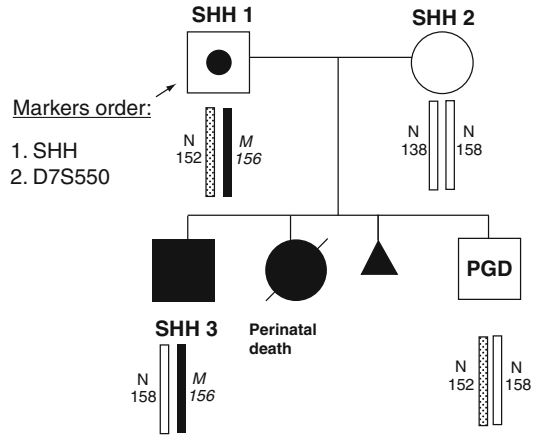 SHH 1
SHH 2
Markers order:
1. SHH
2. D7S550
N
152
M
156
N
138
N
158
PGD
SHH 3
Perinatal
death
N
158
M
156
N
152
N
158